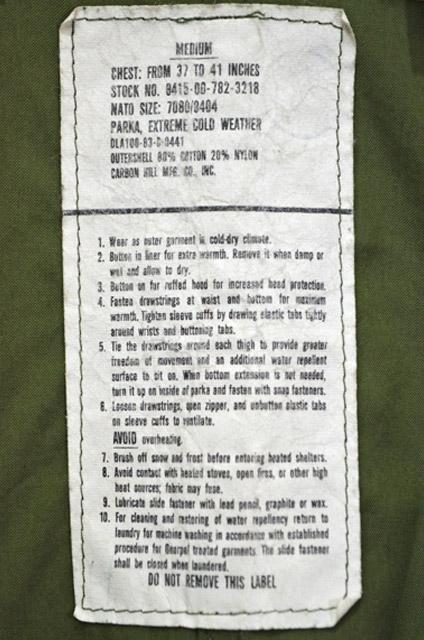 MEDIUM
CHEST: FROM 37 TO 41 INCHES
STOCK NO. 8415-00-782-3218
NATO SIZE: 7080/9404
PARKA, EXTREME COLD WEATHER
DLA100-83-C-0441
OUTERSHELL 80% COTTON 20% NYLON
CARBON HILL MFG. CO., INC.
1. Wear as outer garment in cold-dry climate.
2. Button in liner for extra warmth. Remove it when damp or
wet and allow to dry.
3. Button on fur ruffed hood for increased head protection.
4. Fasten drawstrings at waist and bottom for maximum
warmth. Tighten sleeve cuffs by drawing elastic tabs tightly
around wrists and buttoning tabs.
5. Tie the drawstrings around each thigh to provide greater
freedom of movement and an additional water repellent
surface to sit on. When bottom extension is not needed,
turn it up on inside of parka and fasten with snap fasteners.
6. Loosen drawstrings, open zipper, and unbutton elastic tabs
on sleeve cuffs to ventilate.
AVOID overheating.
7. Brush off snow and frost before entering heated shelters.
8. Avoid contact with heated stoves, open fires, or other high
heat sources; fabric may fuse.
9. Lubricate slide fastener with lead pencil, graphite or wax.
10. For cleaning and restoring of water repellency return to
laundry for machine washing in accordance with established
procedure for Quarpel treated garments. The slide fastener
shall be closed when laundered.
DO NOT REMOVE THIS LABEL